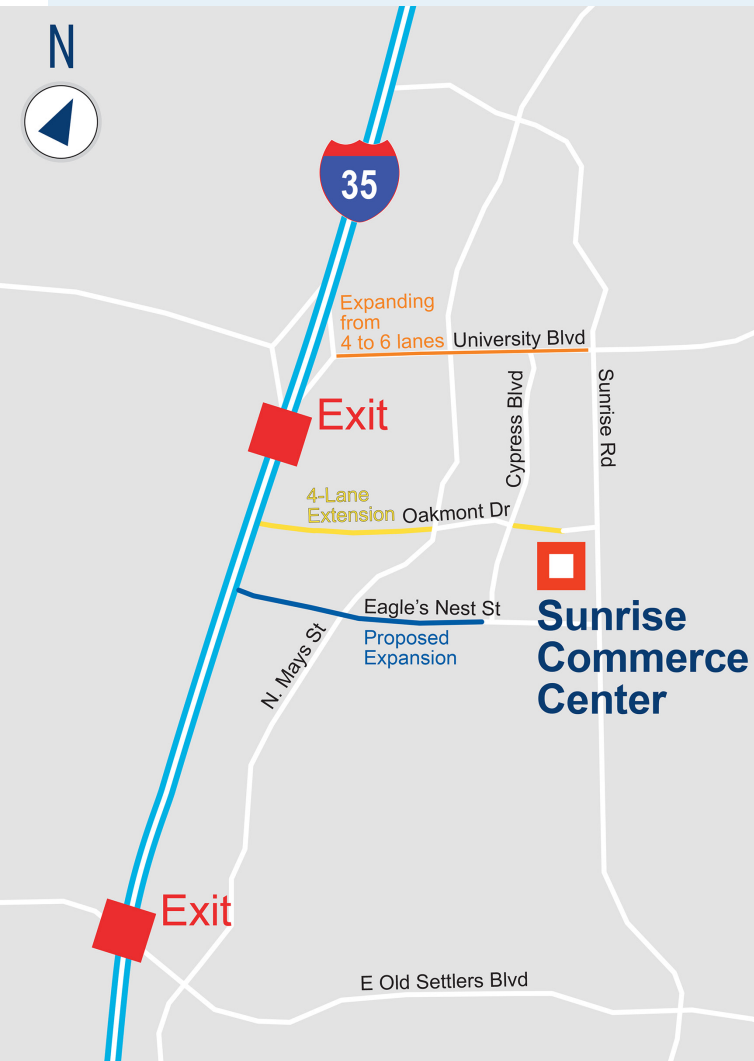 N
35
Expanding
from
4 to 6 lanes
University Blvd
Cypress Blvd
Sunrise Rd
Exit
4-Lane
Extension
Oakmont Dr
Eagle's Nest St
Proposed
Expansion
N. Mays St
Sunrise
Commerce
Center
Exit
E Old Settlers Blvd